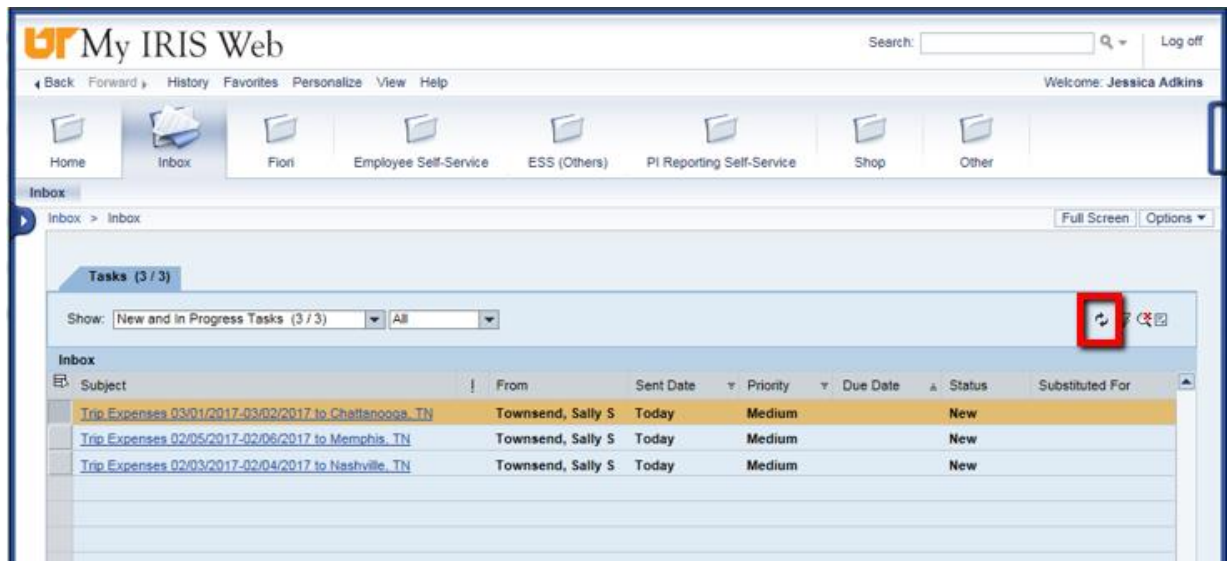 UT My IRIS Web Search: Log off
Back Forward History Favorites Personalize View Help Welcome: Jessica Adkins
Home Inbox Fiori Employee Self-Service ESS (Others) PI Reporting Self-Service Shop Other
Inbox
Inbox > Inbox Full Screen Options
Tasks (3 / 3)
Show: New and In Progress Tasks (3 / 3) All
Inbox
Subject ! From Sent Date Priority Due Date Status Substituted For
Trip Expenses 03/01/2017-03/02/2017 to Chattanooga, TN Townsend, Sally S Today Medium New
Trip Expenses 02/05/2017-02/06/2017 to Memphis, TN Townsend, Sally S Today Medium New
Trip Expenses 02/03/2017-02/04/2017 to Nashville, TN Townsend, Sally S Today Medium New